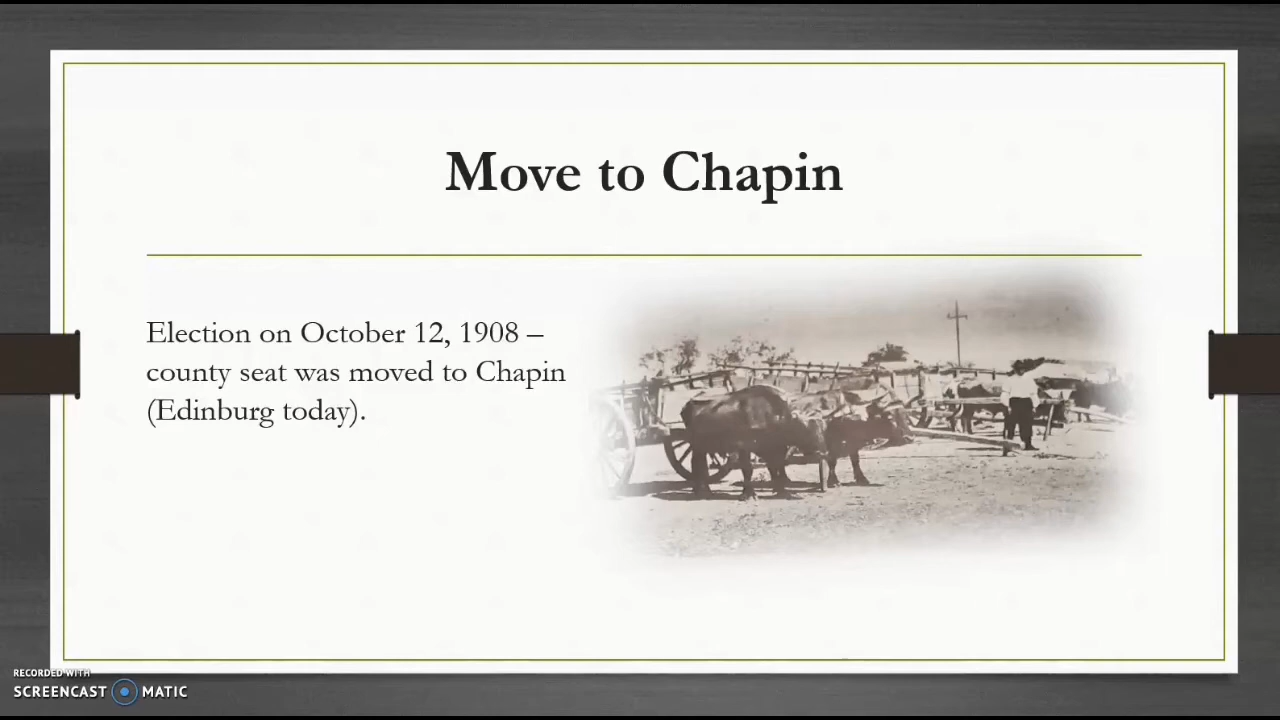 Move to Chapin
Election on October 12, 1908 –
county seat was moved to Chapin
(Edinburg today).
RECORDED WITH
SCREENCAST MATIC